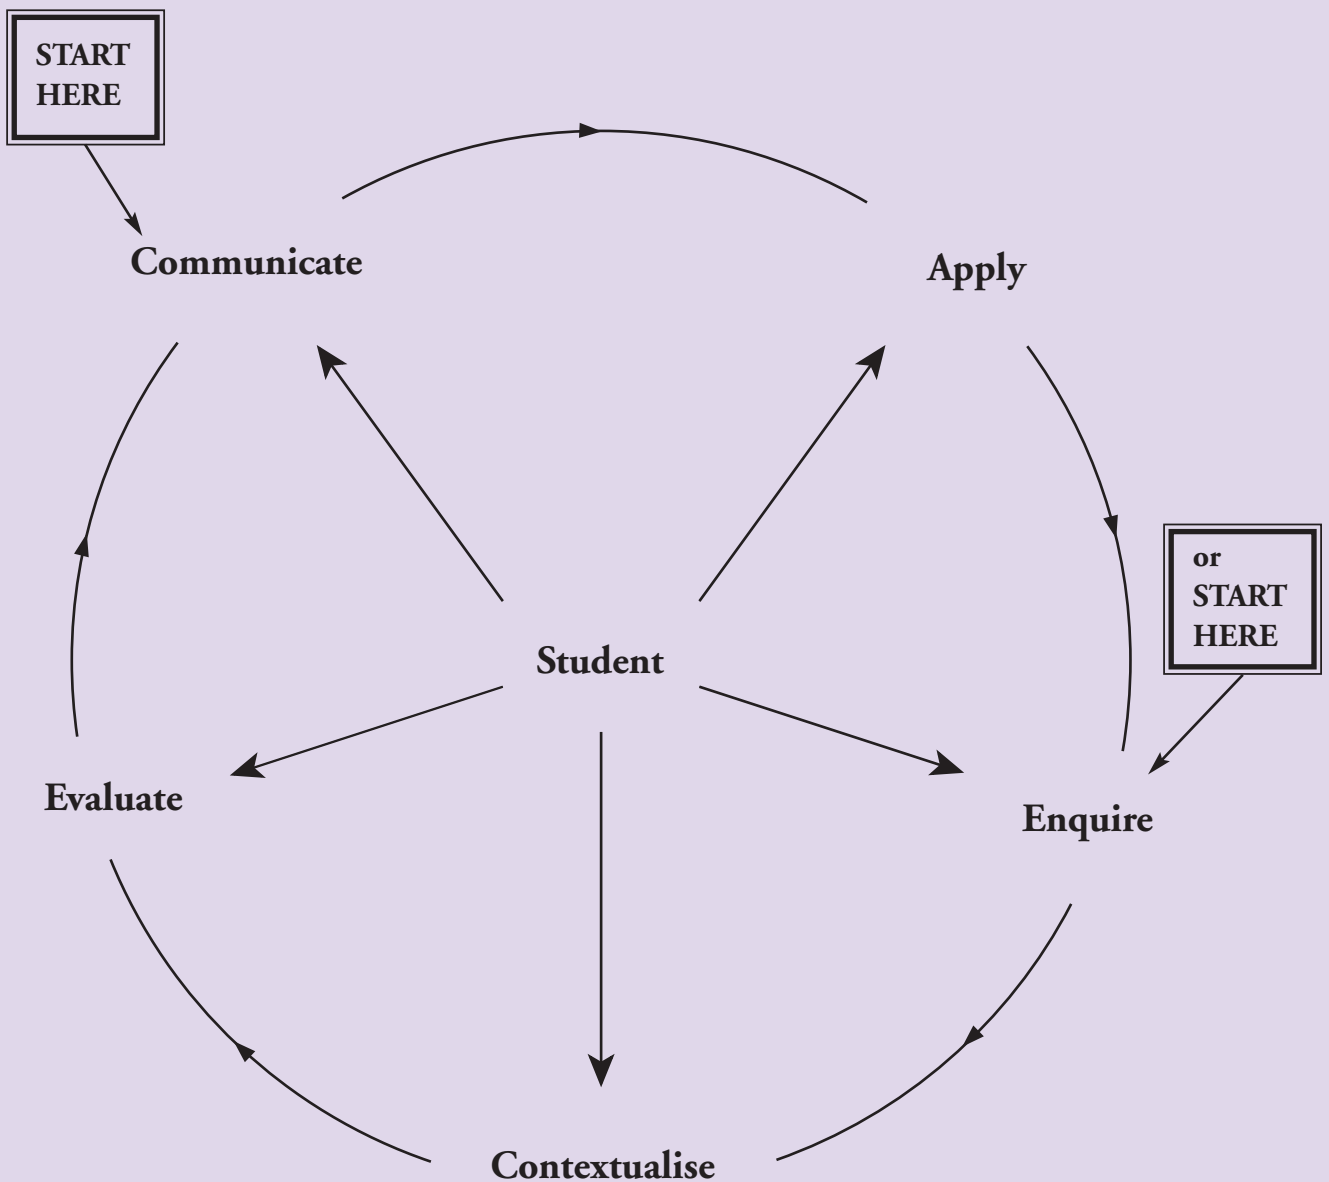 START
HERE
Communicate
Apply
or
START
HERE
Student
Evaluate
Enquire
Contextualise